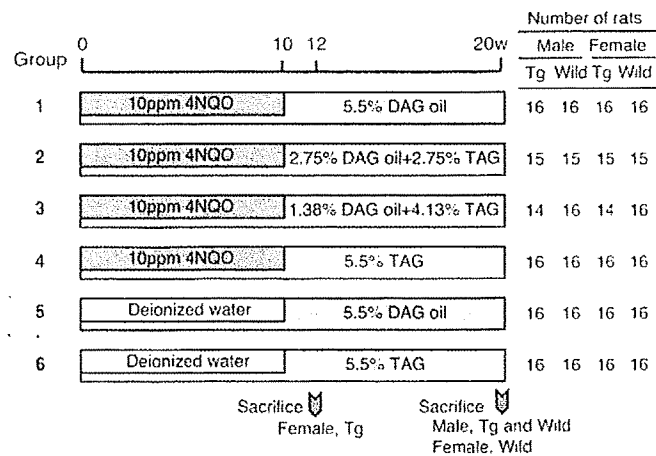 Number of rats
Male Female
Group 0 10 12 20w Tg Wild Tg Wild
1 10ppm 4NQO 5.5% DAG oil 16 16 16 16
2 10ppm 4NQO 2.75% DAG oil+2.75% TAG 15 15 15 15
3 10ppm 4NQO 1.38% DAG oil+4.13% TAG 14 16 14 16
4 10ppm 4NQO 5.5% TAG 16 16 16 16
5 Deionized water 5.5% DAG oil 16 16 16 16
6 Deionized water 5.5% TAG 16 16 16 16
Sacrifice Sacrifice
Female, Tg Male, Tg and Wild
Female, Wild